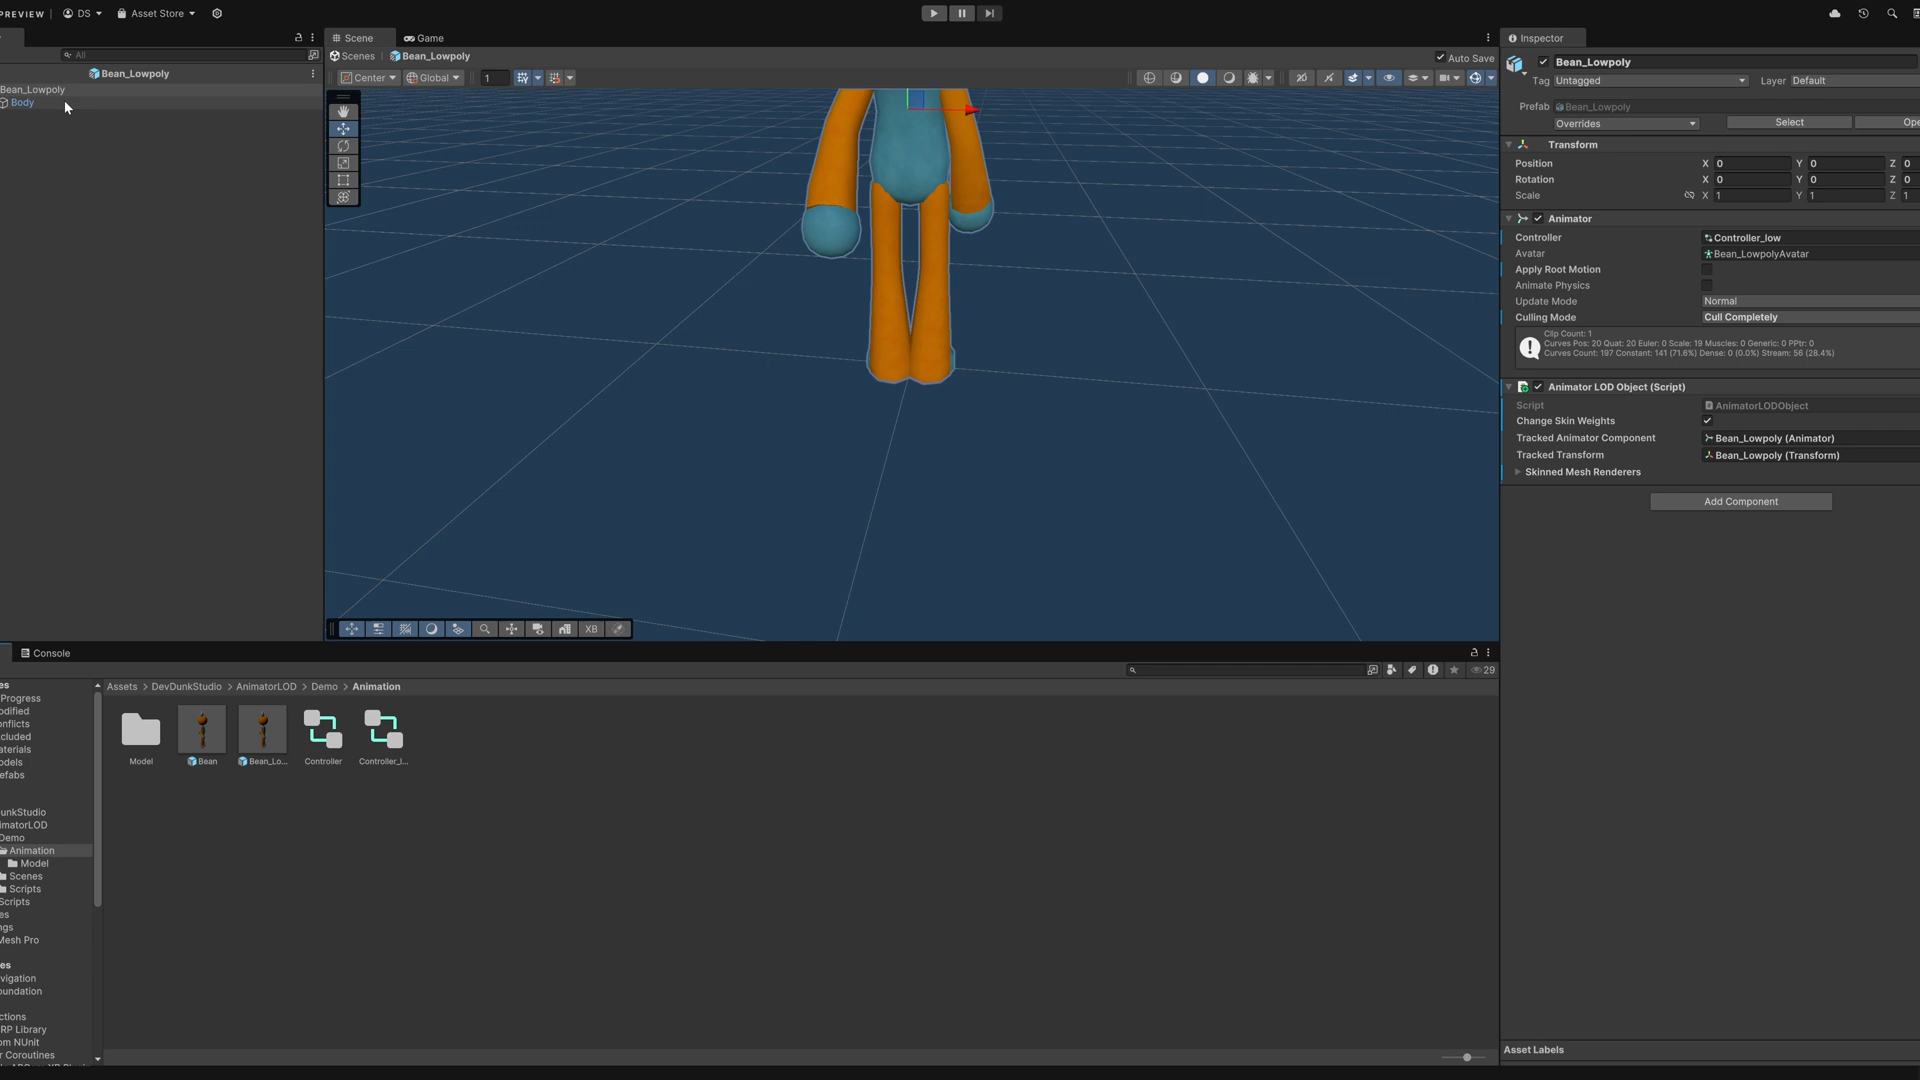 PREVIEW
DS
Asset Store
Scene
Game
Inspector
All
Scenes
Bean_Lowpoly
Auto Save
Bean_Lowpoly
Bean_Lowpoly
Body
Center
Global
1
Bean_Lowpoly
Tag Untagged Layer Default
Prefab Bean_Lowpoly
Overrides Select Ope
Transform
Position X 0 Y 0 Z 0
Rotation X 0 Y 0 Z 0
Scale X 1 Y 1 Z 1
Animator
Controller Controller_low
Avatar Bean_LowpolyAvatar
Apply Root Motion
Animate Physics
Update Mode Normal
Culling Mode Cull Completely
Clip Count: 1
Curves Pos: 20 Quat: 20 Euler: 0 Scale: 19 Muscles: 0 Generic: 0 PPtr: 0
Curves Count: 197 Constant: 141 (71.6%) Dense: 0 (0.0%) Stream: 56 (28.4%)
Animator LOD Object (Script)
Script AnimatorLODObject
Change Skin Weights
Tracked Animator Component Bean_Lowpoly (Animator)
Tracked Transform Bean_Lowpoly (Transform)
Skinned Mesh Renderers
Add Component
XB
Console
29
Assets > DevDunkStudio > AnimatorLOD > Demo > Animation
Model
Bean
Bean_Lo...
Controller
Controller_l...
es
Progress
odified
onflicts
cluded
aterials
odels
efabs
unkStudio
imatorLOD
Demo
Animation
Model
Scenes
Scripts
Scripts
es
ngs
Mesh Pro
es
vigation
oundation
ctions
RP Library
om NUnit
r Coroutines
Asset Labels